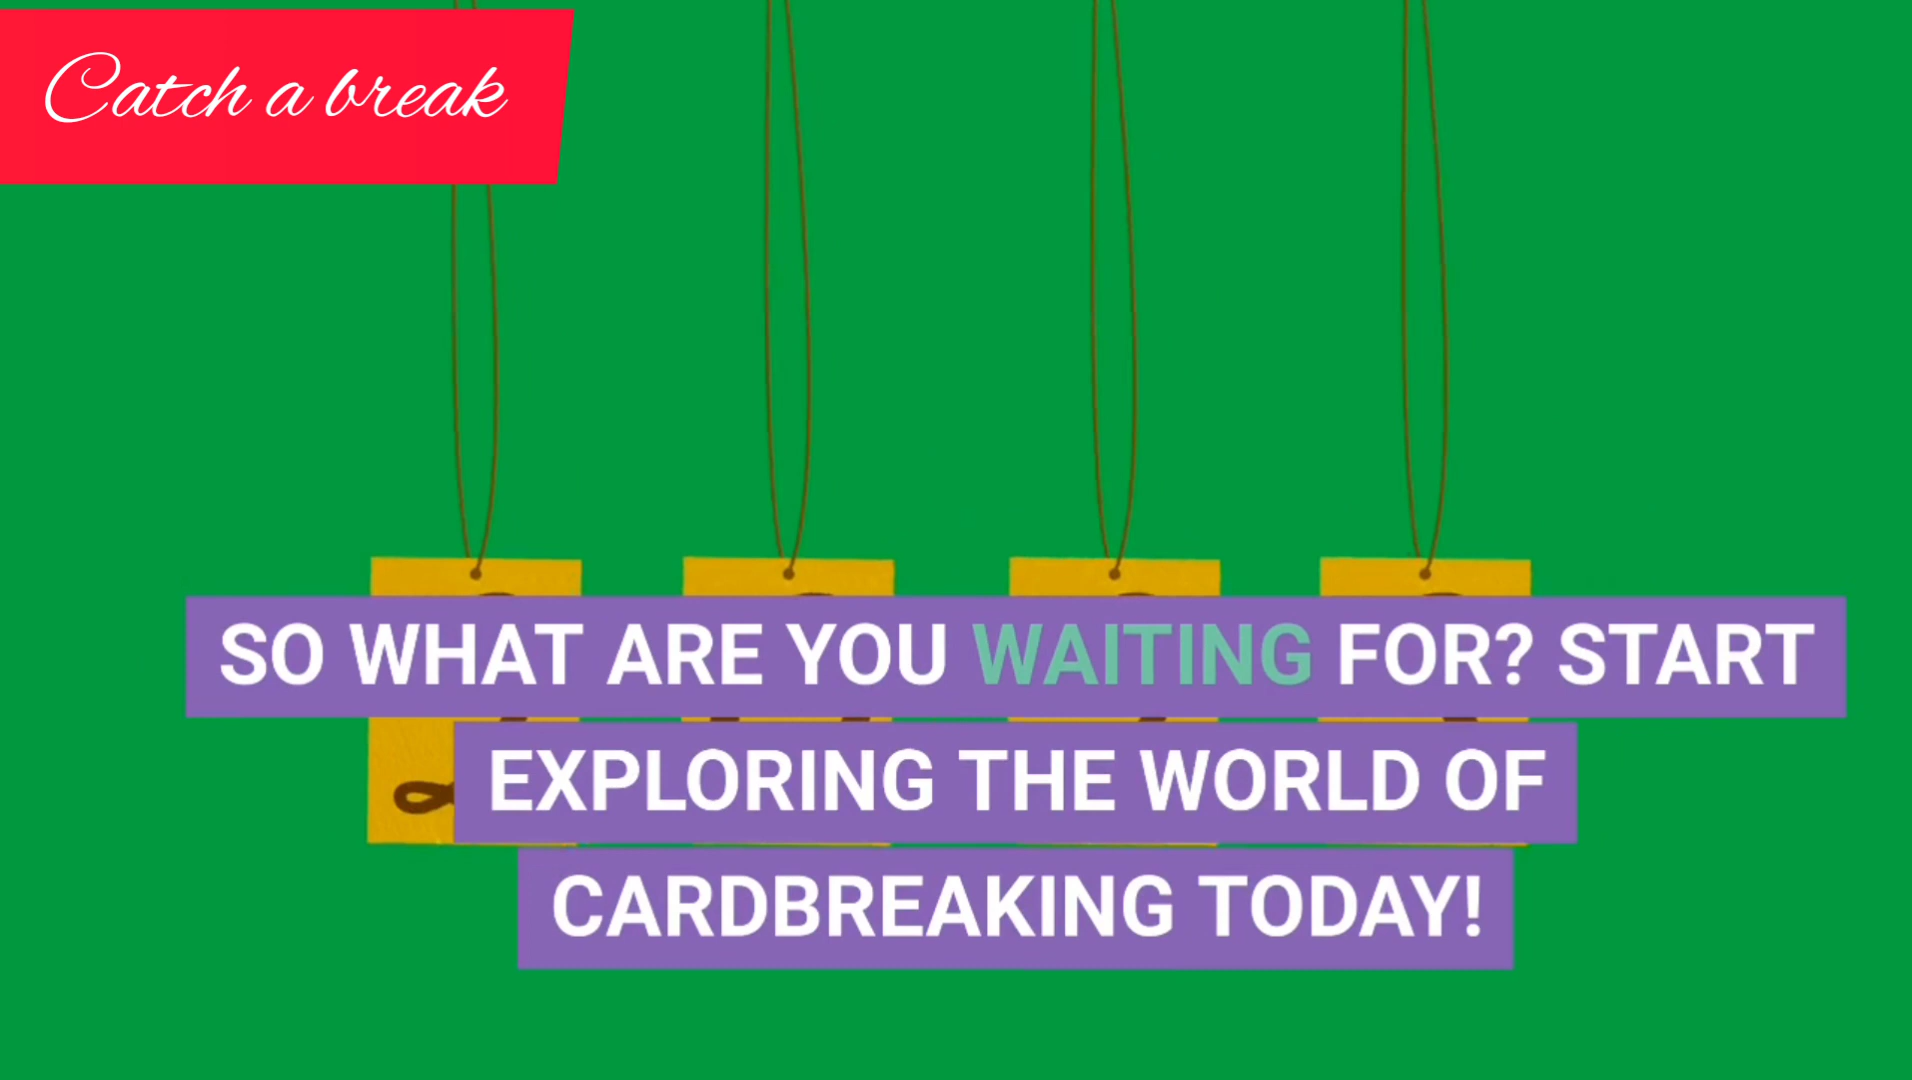 Catch a break
SO WHAT ARE YOU WAITING FOR? START
EXPLORING THE WORLD OF
CARDBREAKING TODAY!